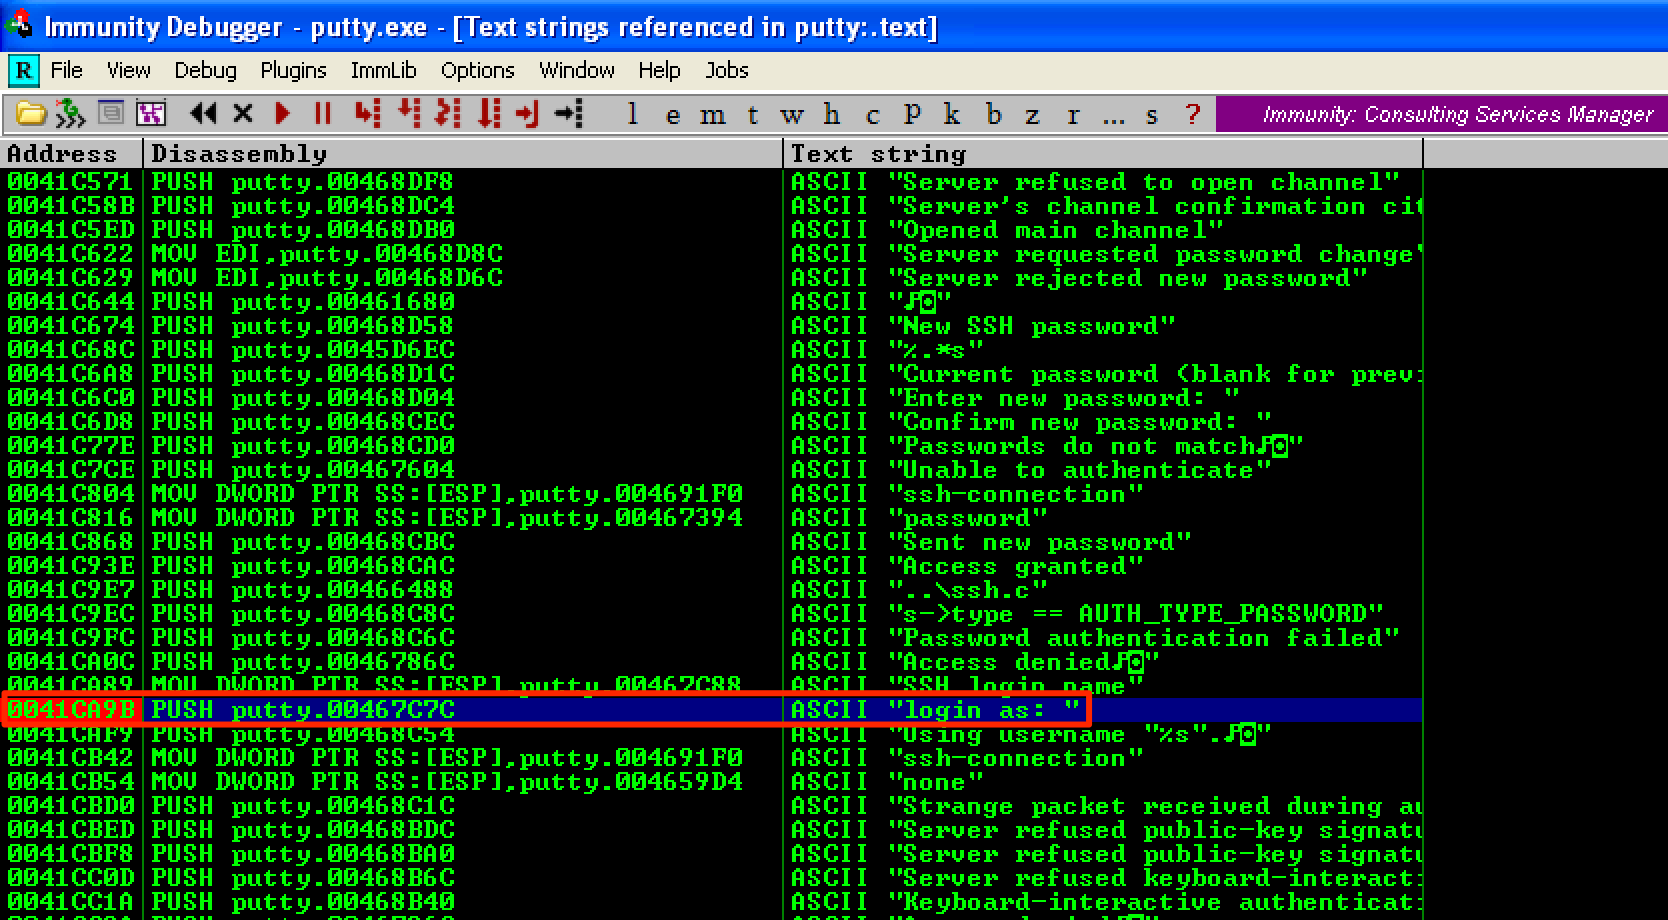 Immunity Debugger - putty.exe - [Text strings referenced in putty:.text]
R File View Debug Plugins ImmLib Options Window Help Jobs
l e m t w h c P k b z r ... s ? Immunity: Consulting Services Manager
Address Disassembly Text string
0041C571 PUSH putty.00468DF8 ASCII "Server refused to open channel"
0041C58B PUSH putty.00468DC4 ASCII "Server's channel confirmation cit
0041C5ED PUSH putty.00468DB0 ASCII "Opened main channel"
0041C622 MOV EDI,putty.00468D8C ASCII "Server requested password change"
0041C629 MOV EDI,putty.00468D6C ASCII "Server rejected new password"
0041C644 PUSH putty.00461680 ASCII "♪◙"
0041C674 PUSH putty.00468D58 ASCII "New SSH password"
0041C68C PUSH putty.0045D6EC ASCII "%.*s"
0041C6A8 PUSH putty.00468D1C ASCII "Current password (blank for previ
0041C6C0 PUSH putty.00468D04 ASCII "Enter new password: "
0041C6D8 PUSH putty.00468CEC ASCII "Confirm new password: "
0041C77E PUSH putty.00468CD0 ASCII "Passwords do not match♪◙"
0041C7CE PUSH putty.00467604 ASCII "Unable to authenticate"
0041C804 MOV DWORD PTR SS:[ESP],putty.004691F0 ASCII "ssh-connection"
0041C816 MOV DWORD PTR SS:[ESP],putty.00467394 ASCII "password"
0041C868 PUSH putty.00468CBC ASCII "Sent new password"
0041C93E PUSH putty.00468CAC ASCII "Access granted"
0041C9E7 PUSH putty.00466488 ASCII "..\ssh.c"
0041C9EC PUSH putty.00468C8C ASCII "s->type == AUTH_TYPE_PASSWORD"
0041C9FC PUSH putty.00468C6C ASCII "Password authentication failed"
0041CA0C PUSH putty.0046786C ASCII "Access denied♪◙"
0041CA89 MOV DWORD PTR SS:[ESP],putty.00467C88 ASCII "SSH login name"
0041CA9B PUSH putty.00467C7C ASCII "login as: "
0041CAF9 PUSH putty.00468C54 ASCII "Using username "%s".♪◙"
0041CB42 MOV DWORD PTR SS:[ESP],putty.004691F0 ASCII "ssh-connection"
0041CB54 MOV DWORD PTR SS:[ESP],putty.004659D4 ASCII "none"
0041CBD0 PUSH putty.00468C1C ASCII "Strange packet received during au
0041CBED PUSH putty.00468BDC ASCII "Server refused public-key signatu
0041CBF8 PUSH putty.00468BA0 ASCII "Server refused public-key signatu
0041CC0D PUSH putty.00468B6C ASCII "Server refused keyboard-interacti
0041CC1A PUSH putty.00468B40 ASCII "Keyboard-interactive authenticati